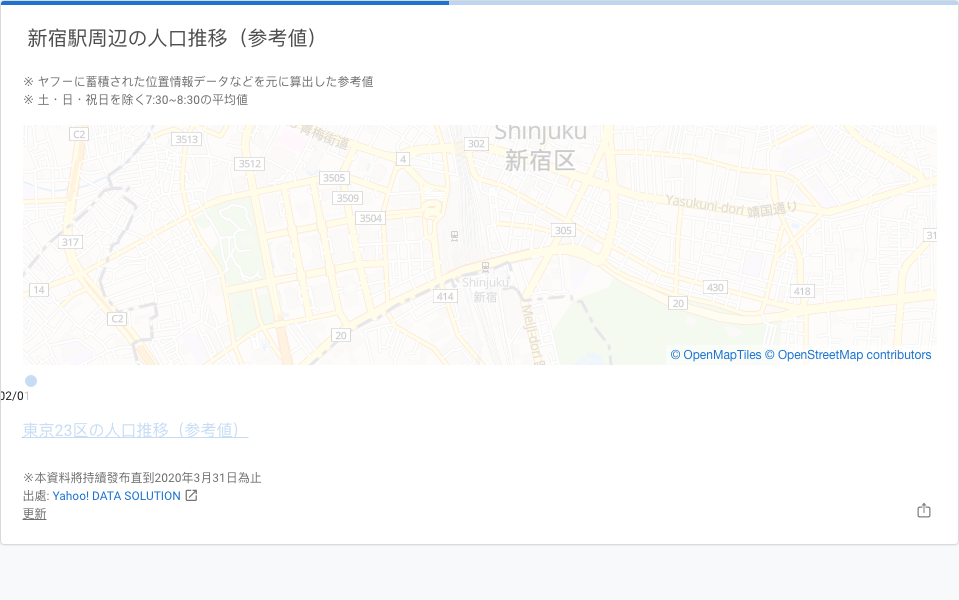 新宿駅周辺の人口推移（参考値）
※ ヤフーに蓄積された位置情報データなどを元に算出した参考値
※ 土・日・祝日を除く7:30~8:30の平均値
C2
3513
青梅街道
302
Shinjuku
新宿区
3512
4
3505
3509
3504
Yasukuni-dori 靖国通り
317
305
31
14
414
Shinjuku
新宿
430
418
20
C2
20
Meiji-dori
© OpenMapTiles © OpenStreetMap contributors
02/01
東京23区の人口推移（参考値）
※本資料將持續發布直到2020年3月31日為止
出處: Yahoo! DATA SOLUTION
更新